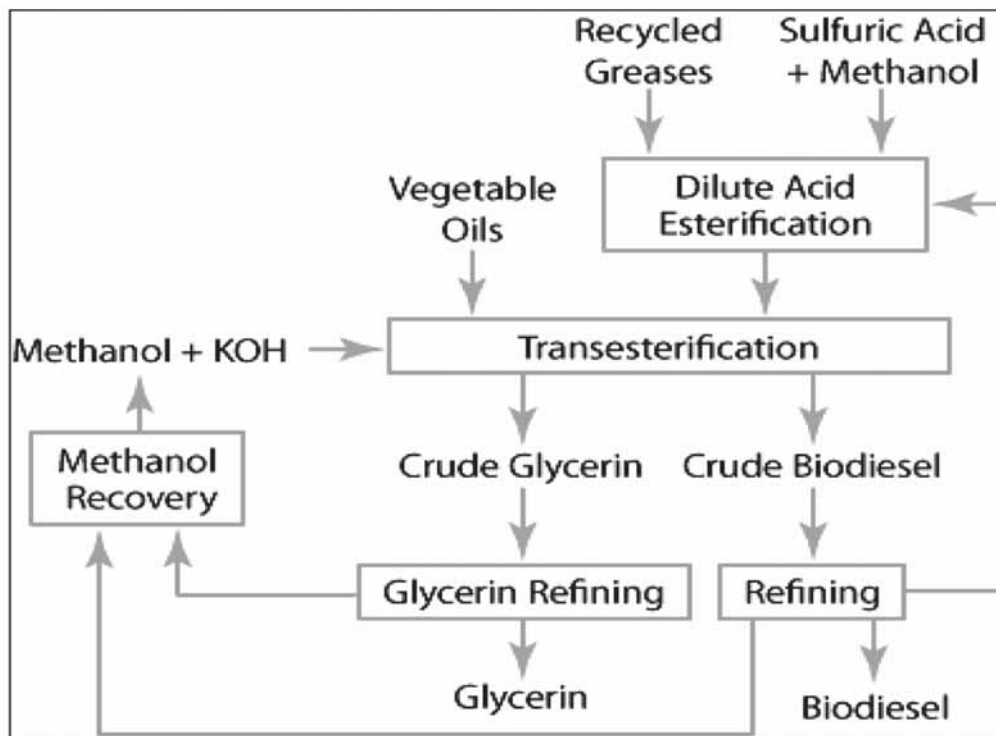 Recycled
Greases
Sulfuric Acid
+ Methanol
Dilute Acid
Esterification
Vegetable
Oils
Methanol + KOH
Transesterification
Methanol
Recovery
Crude Glycerin
Crude Biodiesel
Glycerin Refining
Refining
Glycerin
Biodiesel